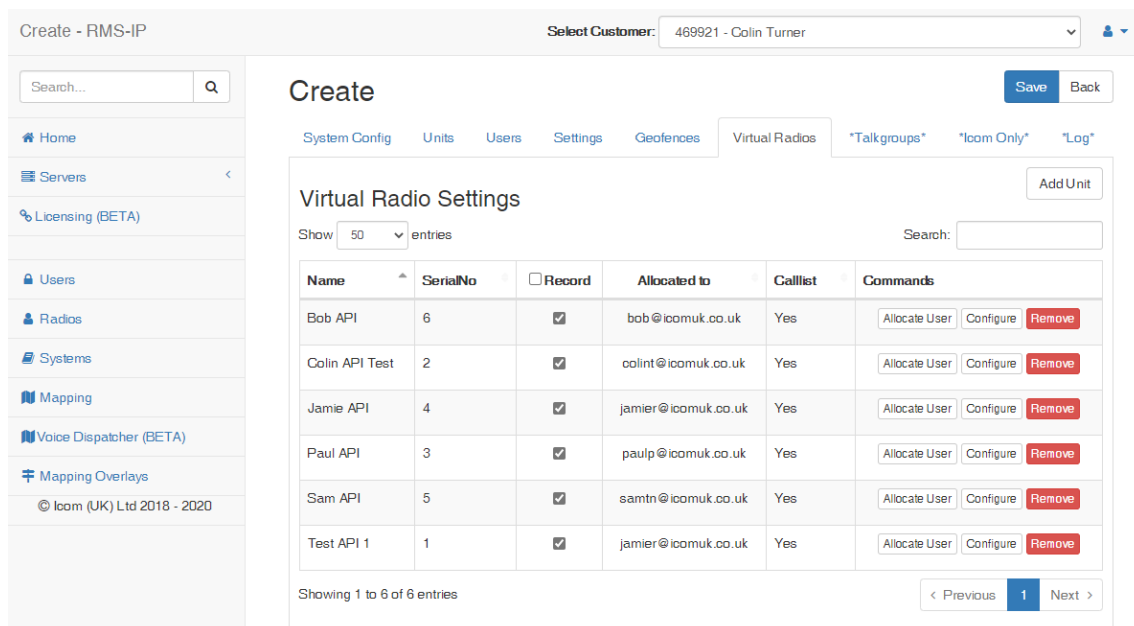 Create - RMS-IP
Select Customer: 469921 - Colin Turner
Search...
Home
Servers
Licensing (BETA)
Users
Radios
Systems
Mapping
Voice Dispatcher (BETA)
Mapping Overlays
© Icom (UK) Ltd 2018 - 2020
Create
Save Back
System Config Units Users Settings Geofences Virtual Radios *Talkgroups* *Icom Only* *Log*
Add Unit
Virtual Radio Settings
Show 50 entries Search:
Name SerialNo Record Allocated to Calllist Commands
Bob API 6 bob@icomuk.co.uk Yes Allocate User Configure Remove
Colin API Test 2 colint@icomuk.co.uk Yes Allocate User Configure Remove
Jamie API 4 jamier@icomuk.co.uk Yes Allocate User Configure Remove
Paul API 3 paulp@icomuk.co.uk Yes Allocate User Configure Remove
Sam API 5 samtn@icomuk.co.uk Yes Allocate User Configure Remove
Test API 1 1 jamier@icomuk.co.uk Yes Allocate User Configure Remove
Showing 1 to 6 of 6 entries
< Previous 1 Next >